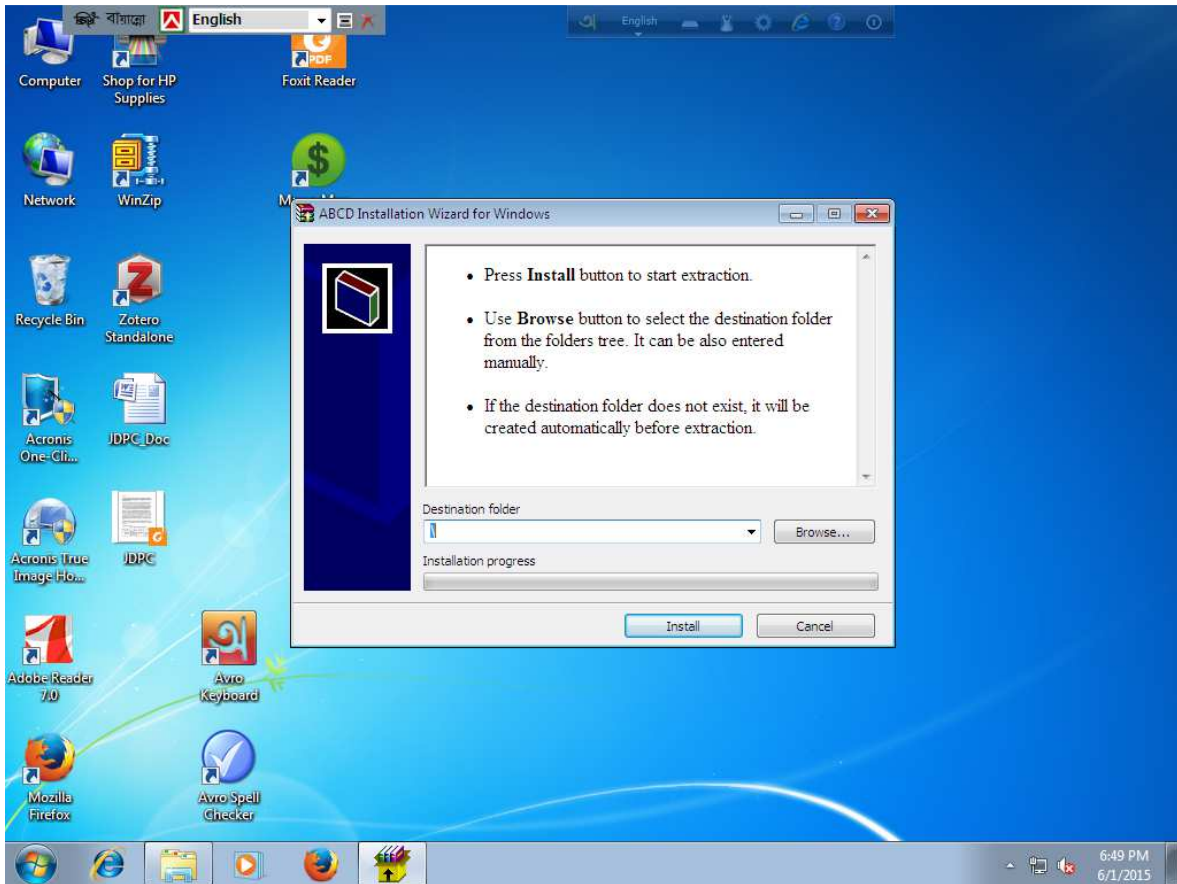 বায়ান্নো English
English
Computer
Shop for HP Supplies
PDF
Foxit Reader
Network
WinZip
ABCD Installation Wizard for Windows
• Press Install button to start extraction.
• Use Browse button to select the destination folder
from the folders tree. It can be also entered
manually.
• If the destination folder does not exist, it will be
created automatically before extraction.
Destination folder
\
Browse...
Installation progress
Install
Cancel
Recycle Bin
Zotero
Standalone
Acronis
One-Cli...
JDPC_Doc
Acronis True
Image Ho...
JDPC
Adobe Reader
7.0
Avro
Keyboard
Mozilla
Firefox
Avro Spell
Checker
6:49 PM
6/1/2015